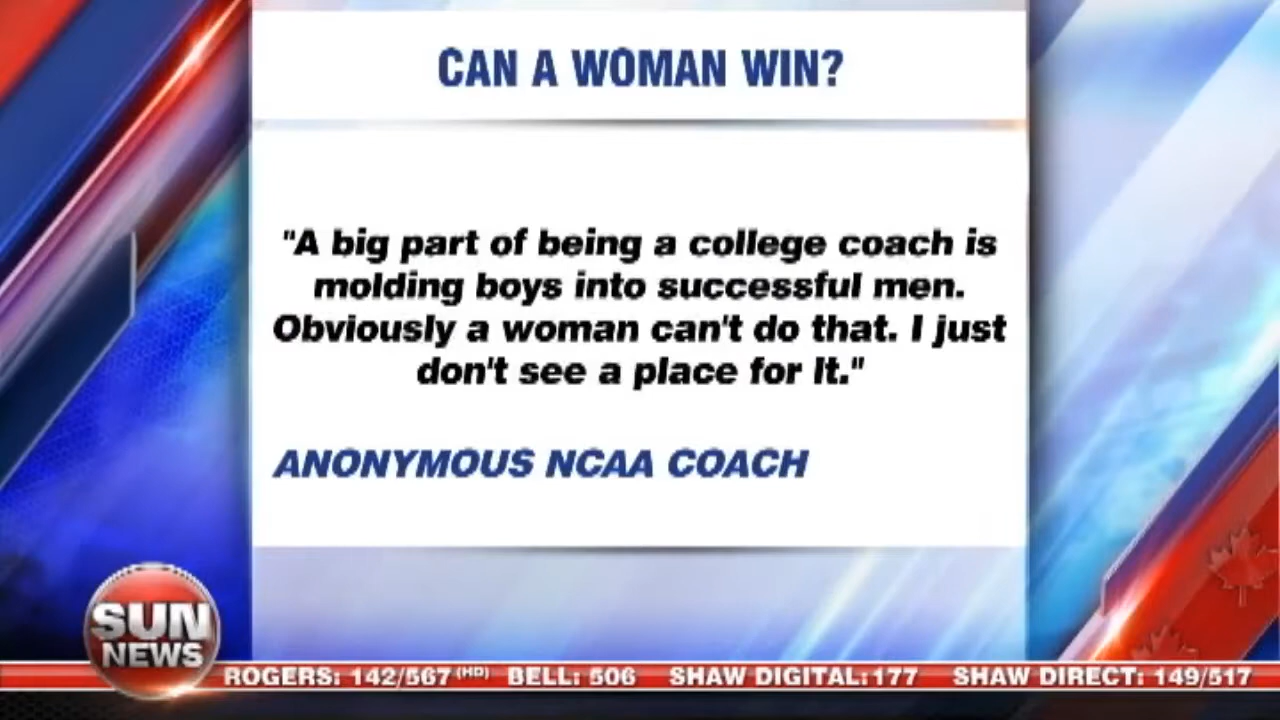 CAN A WOMAN WIN?
"A big part of being a college coach is
molding boys into successful men.
Obviously a woman can't do that. I just
don't see a place for It."
ANONYMOUS NCAA COACH
SUN
NEWS
ROGERS: 142/567 (HD) BELL: 506 SHAW DIGITAL: 177 SHAW DIRECT: 149/517